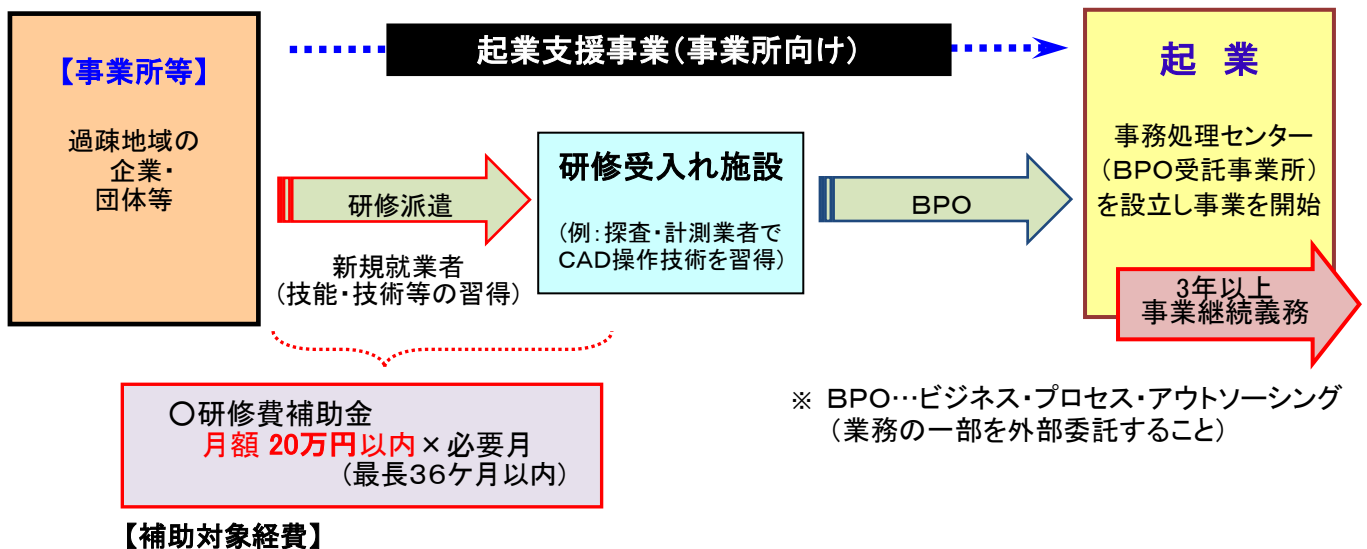 起業支援事業(事業所向け)
【事業所等】
過疎地域の
企業・
団体等
研修派遣
新規就業者
(技能・技術等の習得)
研修受入れ施設
(例:探査・計測業者で
CAD操作技術を習得)
BPO
起 業
事務処理センター
(BPO受託事業所)
を設立し事業を開始
3年以上
事業継続義務
〇研修費補助金
月額 20万円以内×必要月
(最長36ケ月以内)
※ BPO…ビジネス・プロセス・アウトソーシング
(業務の一部を外部委託すること)
【補助対象経費】